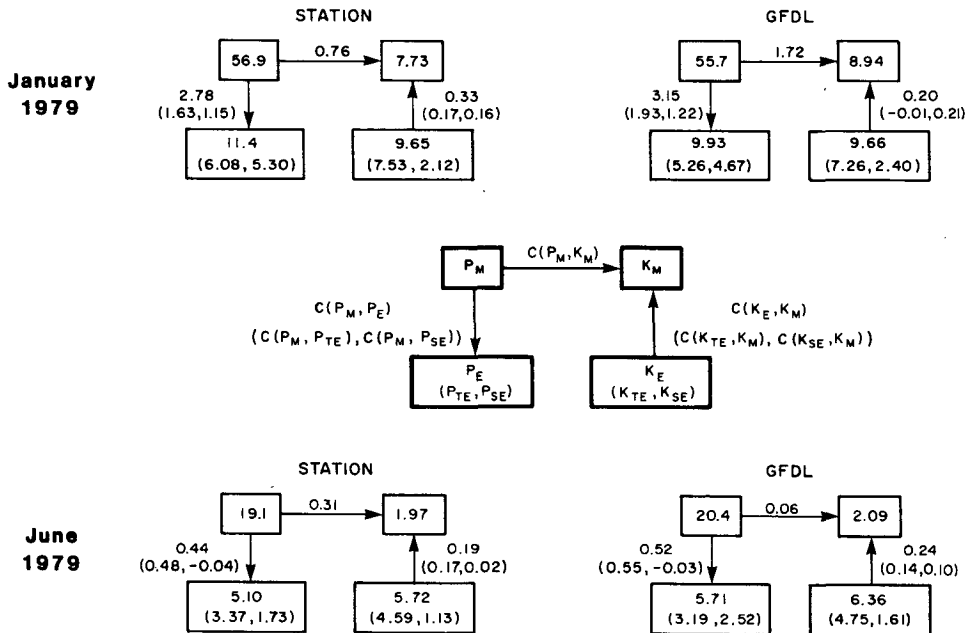 STATION
GFDL
January
1979
56.9
0.76
7.73
2.78
(1.63, 1.15)
0.33
(0.17, 0.16)
11.4
(6.08, 5.30)
9.65
(7.53, 2.12)
55.7
1.72
8.94
3.15
(1.93, 1.22)
0.20
(-0.01, 0.21)
9.93
(5.26, 4.67)
9.66
(7.26, 2.40)
P_M
C(P_M, K_M)
K_M
C(P_M, P_E)
(C(P_M, P_TE), C(P_M, P_SE))
C(K_E, K_M)
(C(K_TE, K_M), C(K_SE, K_M))
P_E
(P_TE, P_SE)
K_E
(K_TE, K_SE)
STATION
GFDL
June
1979
19.1
0.31
1.97
0.44
(0.48, -0.04)
0.19
(0.17, 0.02)
5.10
(3.37, 1.73)
5.72
(4.59, 1.13)
20.4
0.06
2.09
0.52
(0.55, -0.03)
0.24
(0.14, 0.10)
5.71
(3.19, 2.52)
6.36
(4.75, 1.61)